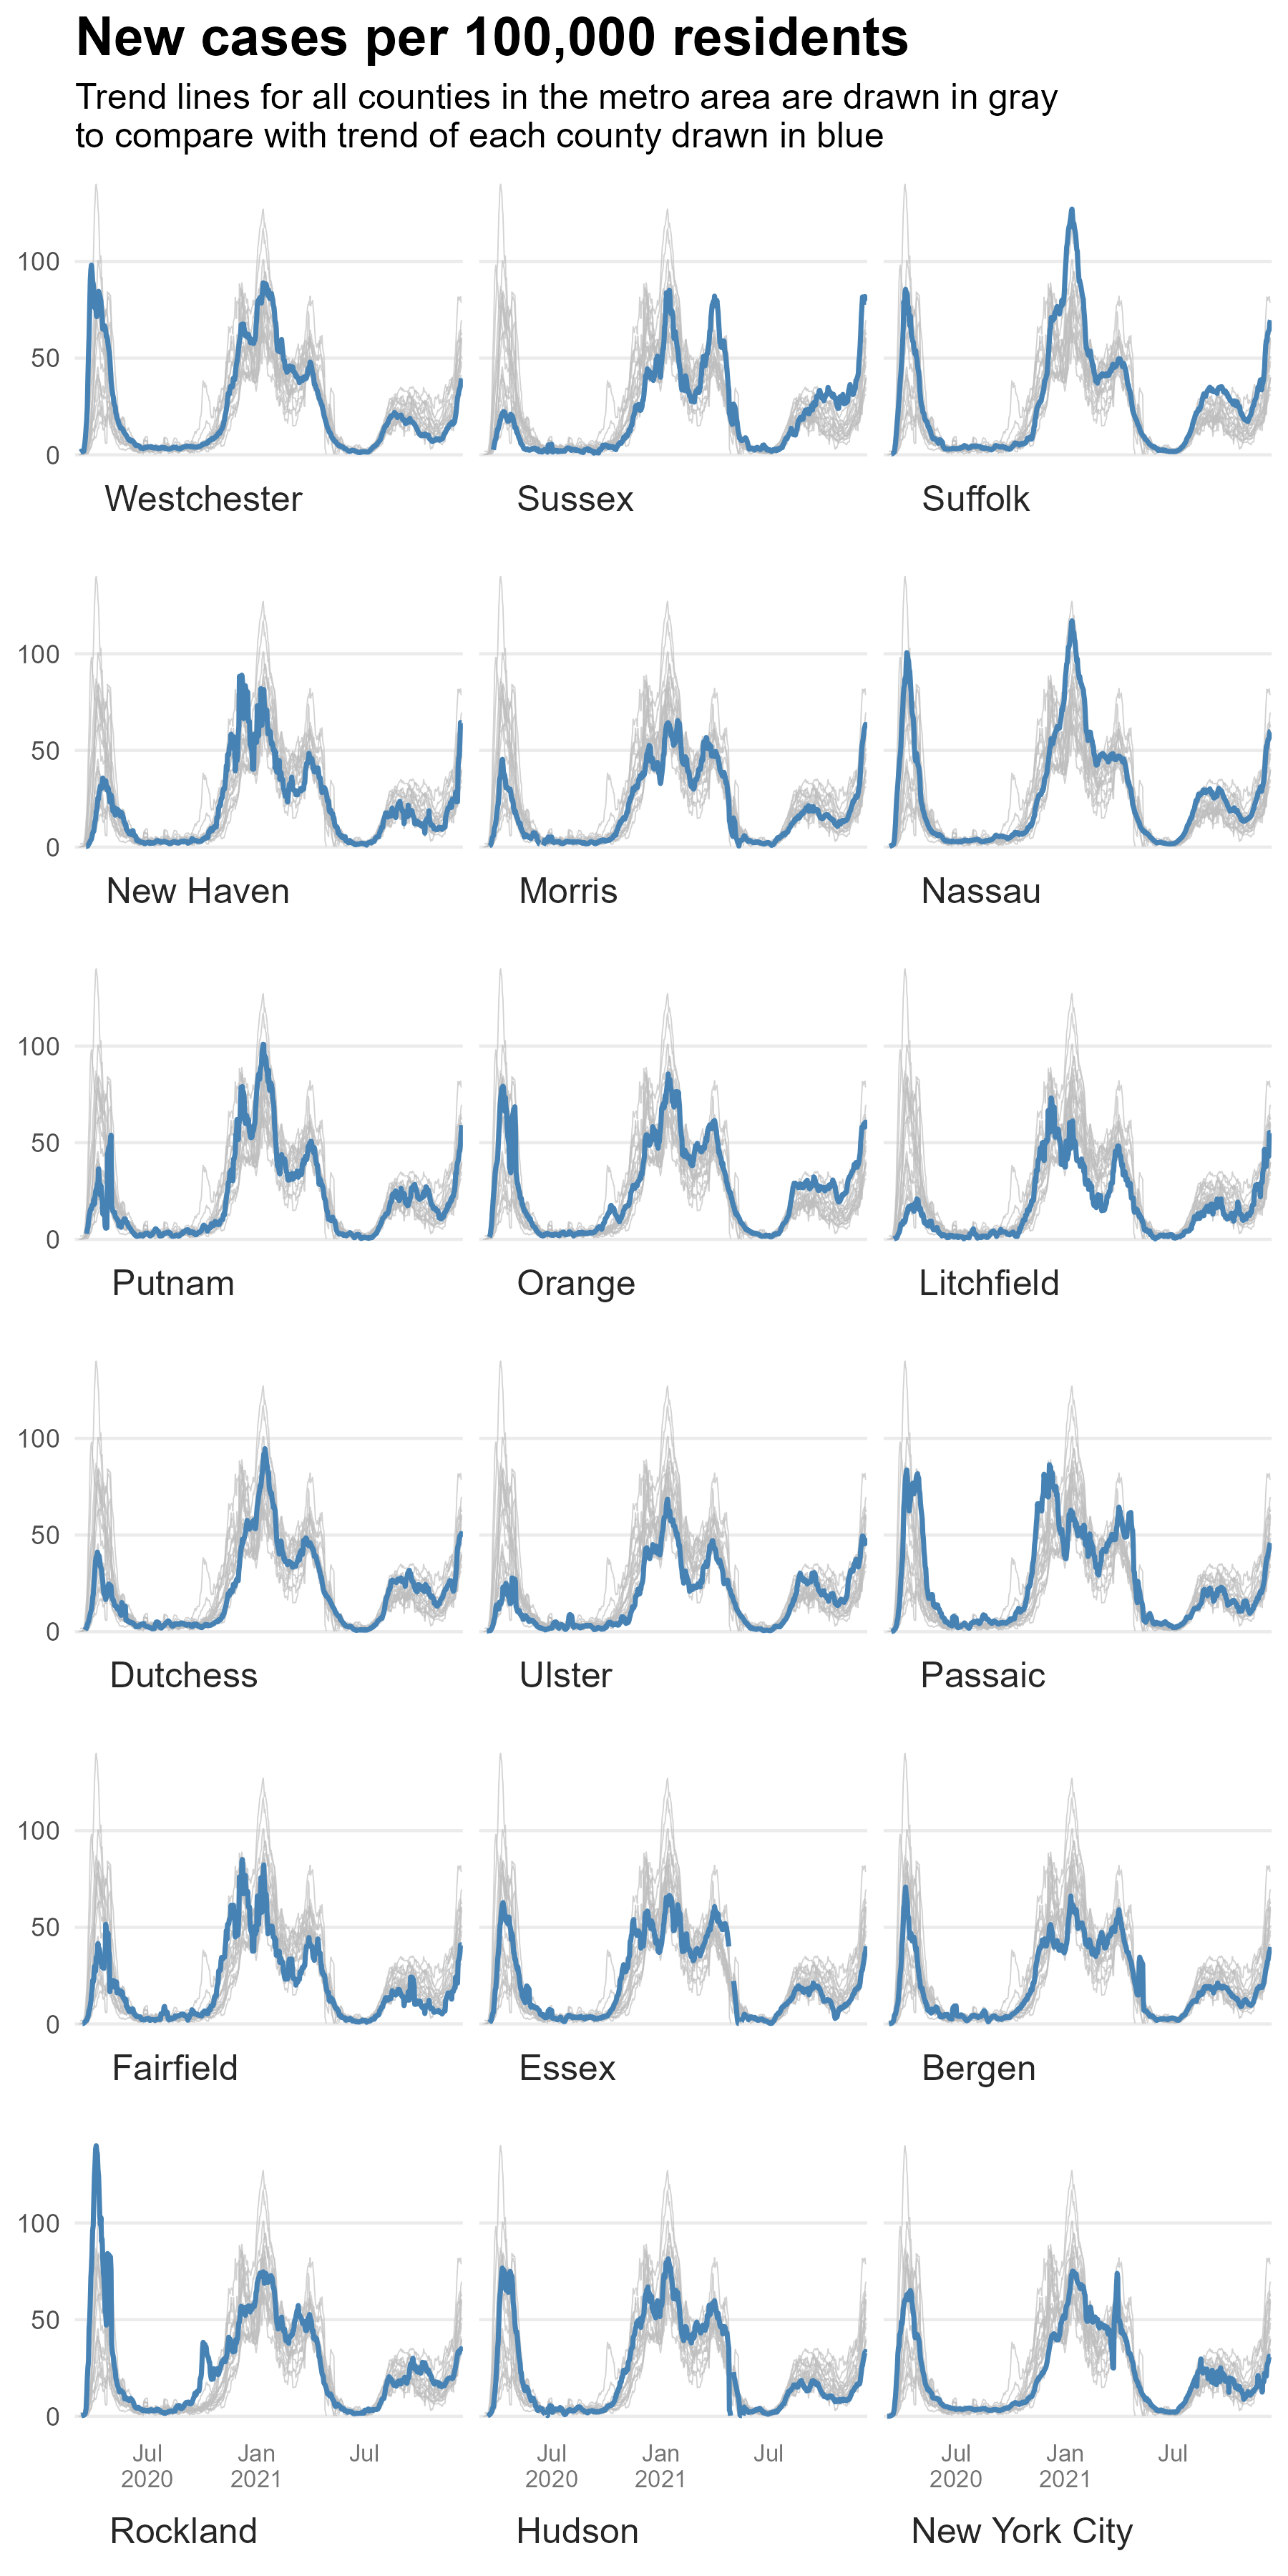 New cases per 100,000 residents
Trend lines for all counties in the metro area are drawn in gray
to compare with trend of each county drawn in blue
100
50
0
Westchester
Sussex
Suffolk
100
50
0
New Haven
Morris
Nassau
100
50
0
Putnam
Orange
Litchfield
100
50
0
Dutchess
Ulster
Passaic
100
50
0
Fairfield
Essex
Bergen
100
50
0
Jul
2020
Jan
2021
Jul
Jul
2020
Jan
2021
Jul
Jul
2020
Jan
2021
Jul
Rockland
Hudson
New York City